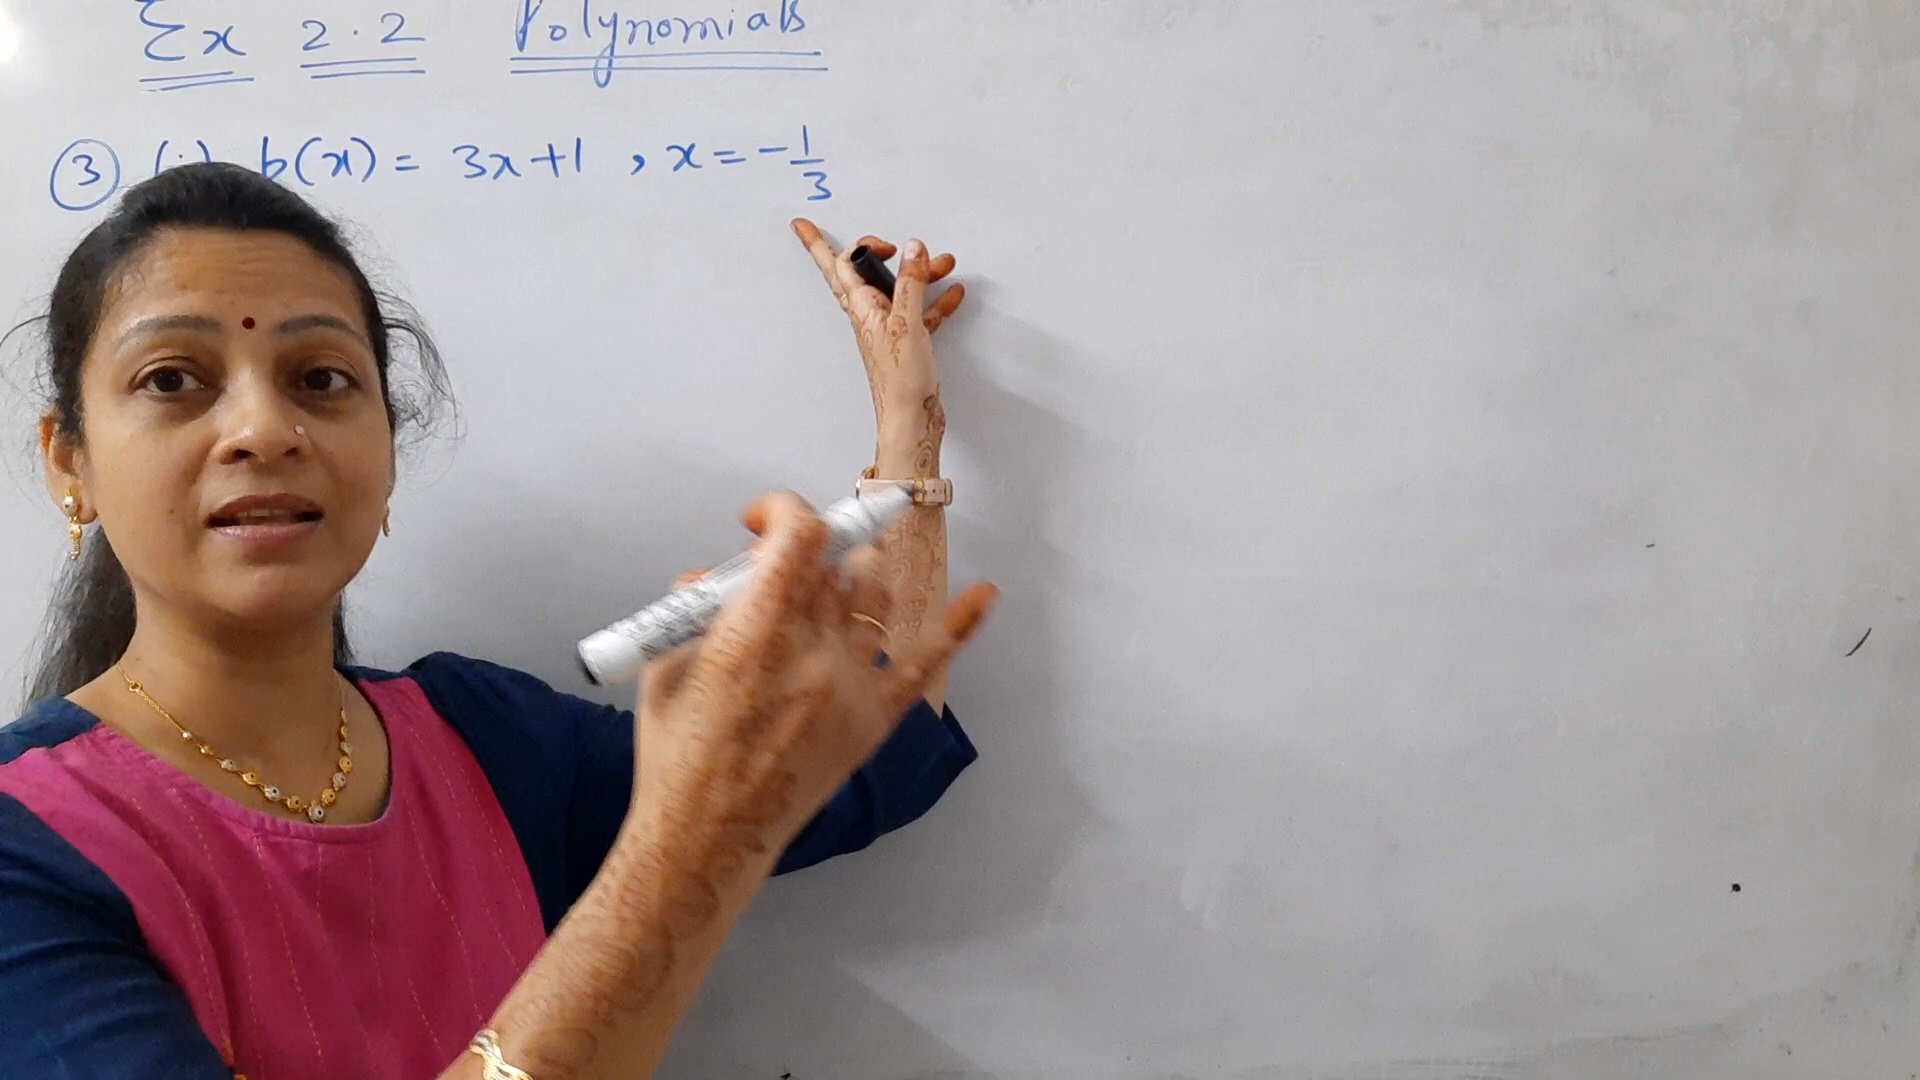 Ex 2.2 Polynomials
③ (i) p(x) = 3x+1 , x = -1/3